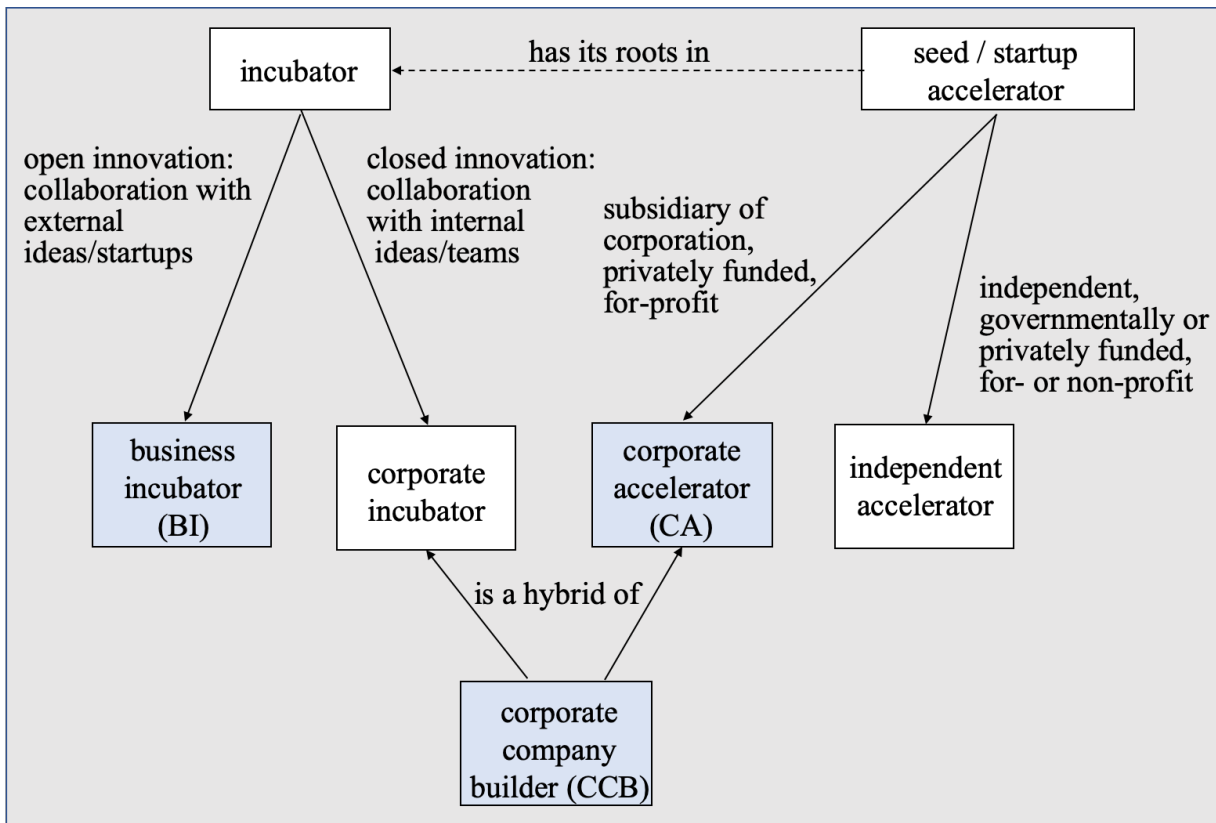 incubator
has its roots in
seed / startup
accelerator
open innovation:
collaboration with
external
ideas/startups
closed innovation:
collaboration
with internal
ideas/teams
subsidiary of
corporation,
privately funded,
for-profit
independent,
governmentally or
privately funded,
for- or non-profit
business
incubator
(BI)
corporate
incubator
corporate
accelerator
(CA)
independent
accelerator
is a hybrid of
corporate
company
builder (CCB)